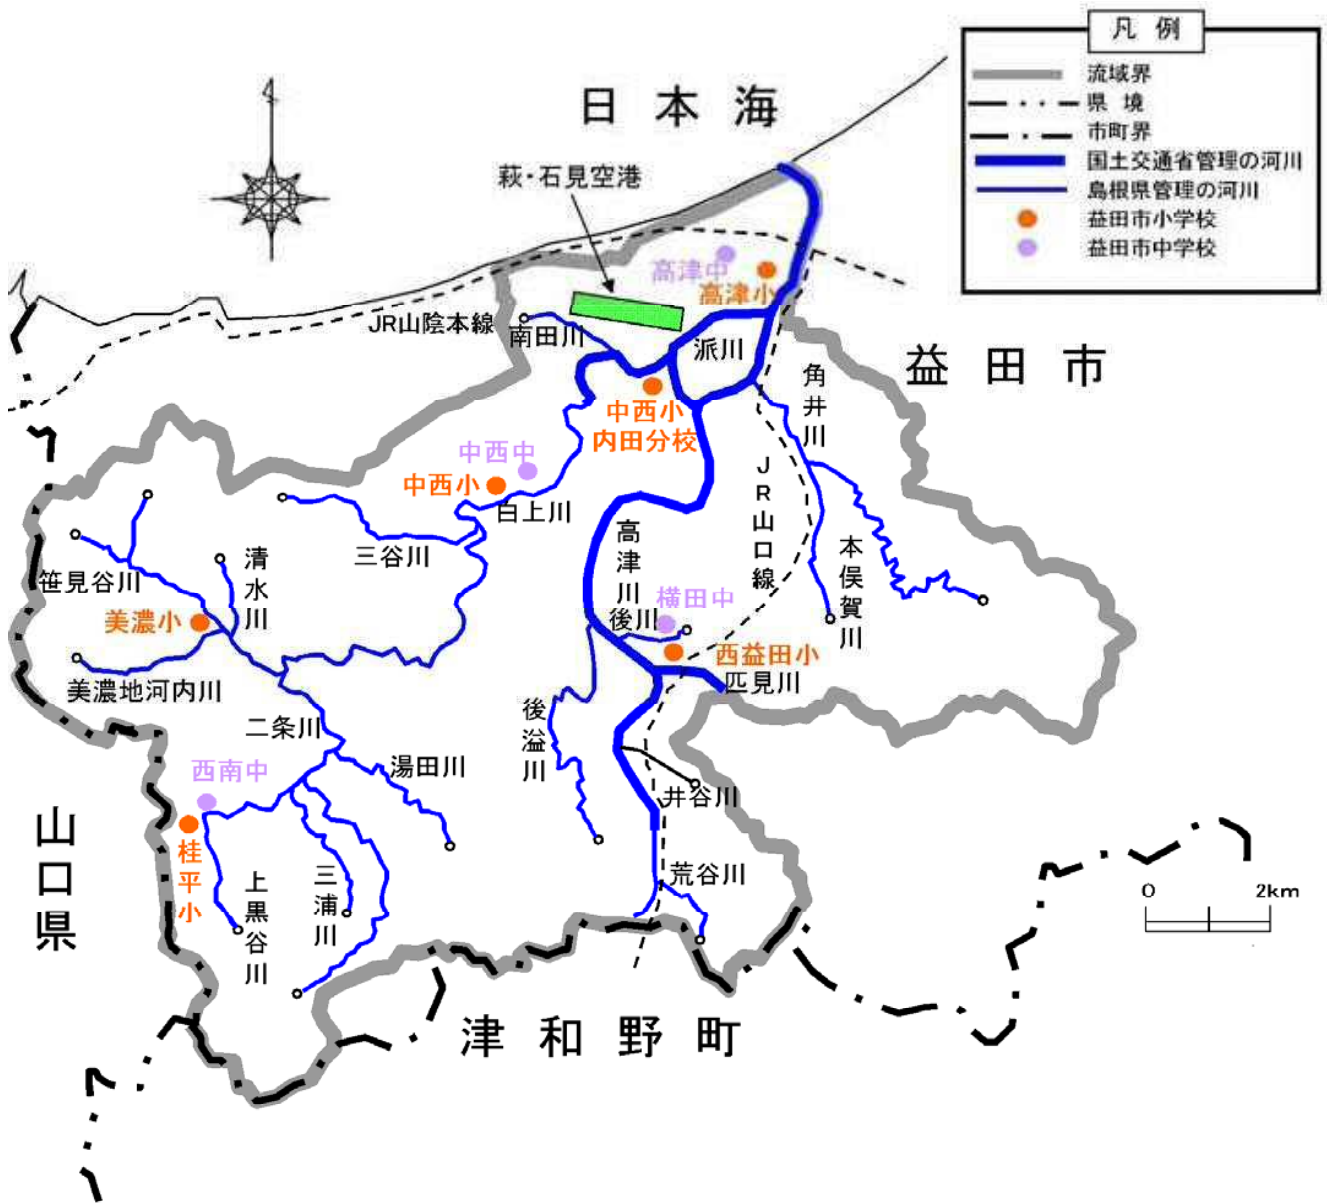 凡 例
流域界
県 境
市町界
国土交通省管理の河川
島根県管理の河川
益田市小学校
益田市中学校
日本海
萩・石見空港
高津中
高津小
JR山陰本線
南田川
派川
益田市
角井川
中西小
内田分校
中西中
中西小
白上川
JR山口線
三谷川
高津川
本俣賀川
笹見谷川
清水川
美濃小
横田中
後川
西益田小
匹見川
美濃地河内川
二条川
後溢川
湯田川
西南中
井谷川
桂平小
山口県
上黒谷川
三浦川
荒谷川
0
2km
津和野町